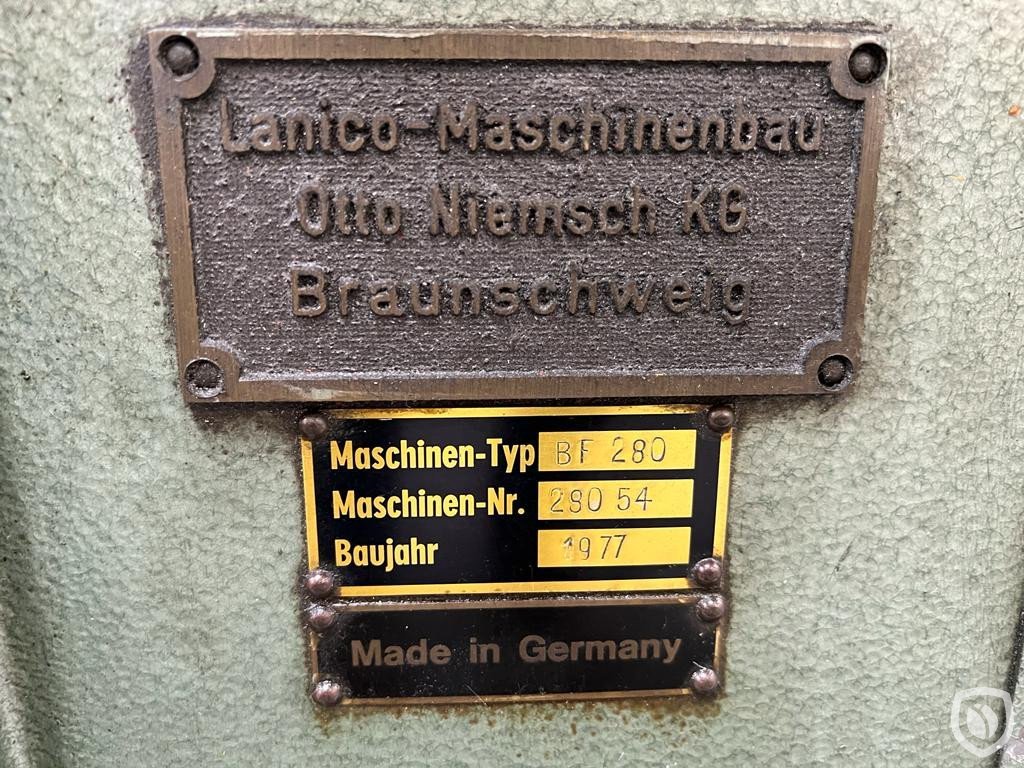 Lanico-Maschinenbau
Otto Niemsch KG
Braunschweig
Maschinen-Typ BF 280
Maschinen-Nr. 280 54
Baujahr 1977
Made in Germany